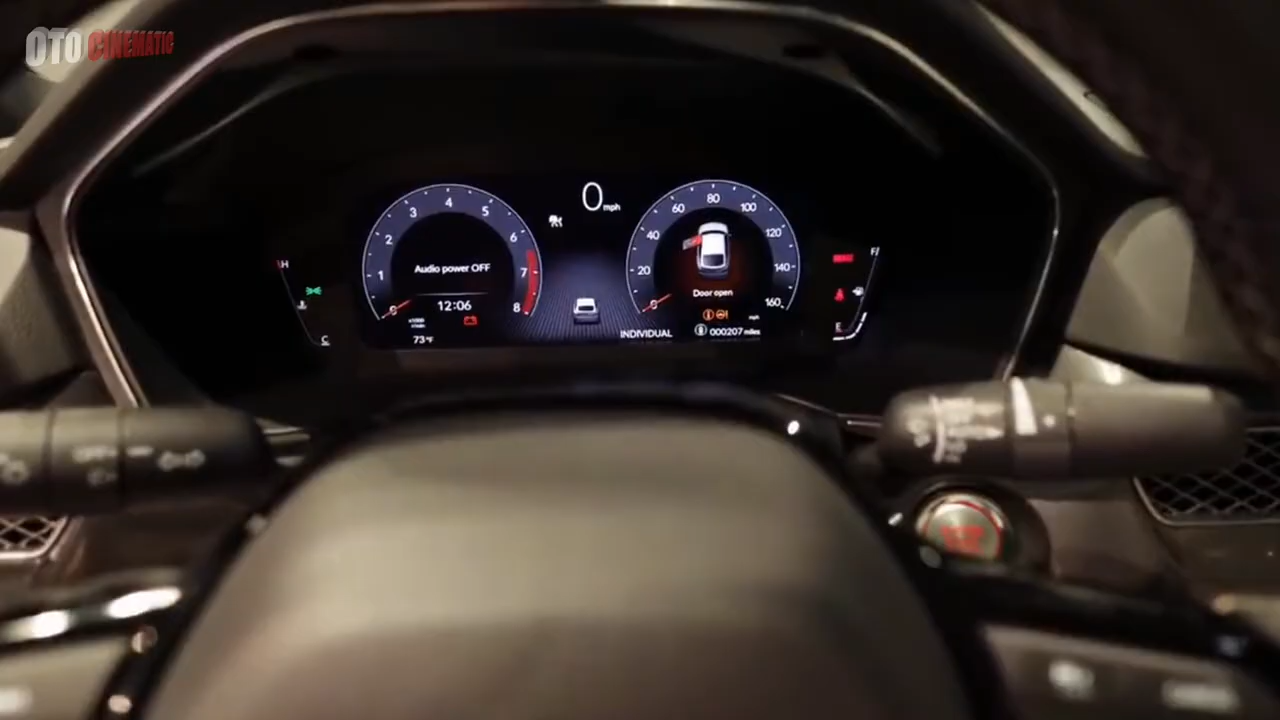 OTO CINEMATIC
0 mph
1 2 3 4 5 6 7 8
Audio power OFF
12:06
73°F
H
C
20 40 60 80 100 120 140 160
Door open
mph
INDIVIDUAL
000207 miles
F
E